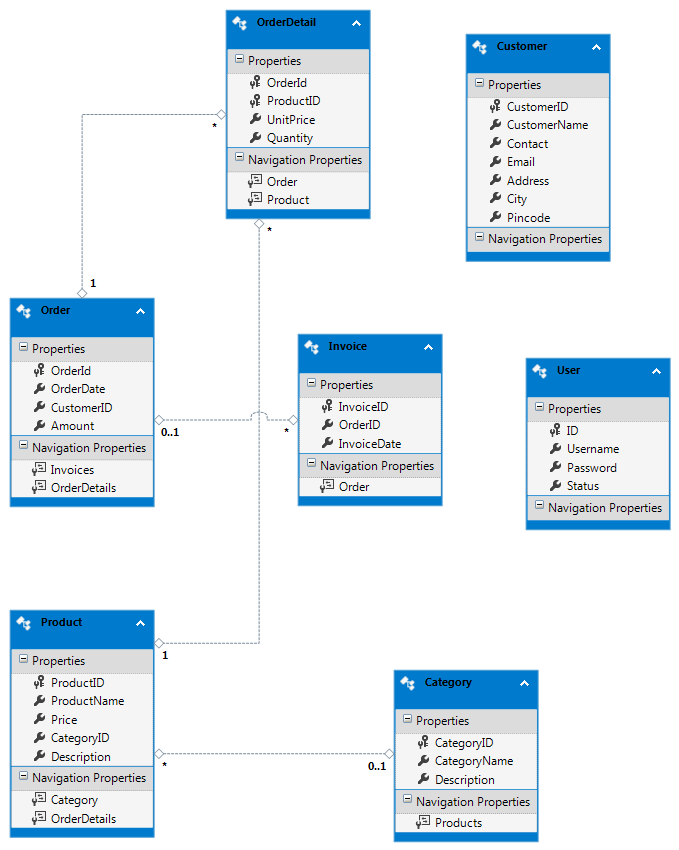 OrderDetail
Properties
OrderId
ProductID
UnitPrice
Quantity
Navigation Properties
Order
Product
Customer
Properties
CustomerID
CustomerName
Contact
Email
Address
City
Pincode
Navigation Properties
*
*
1
Order
Properties
OrderId
OrderDate
CustomerID
Amount
Navigation Properties
Invoices
OrderDetails
0..1
*
Invoice
Properties
InvoiceID
OrderID
InvoiceDate
Navigation Properties
Order
User
Properties
ID
Username
Password
Status
Navigation Properties
Product
Properties
ProductID
ProductName
Price
CategoryID
Description
Navigation Properties
Category
OrderDetails
1
*
0..1
Category
Properties
CategoryID
CategoryName
Description
Navigation Properties
Products